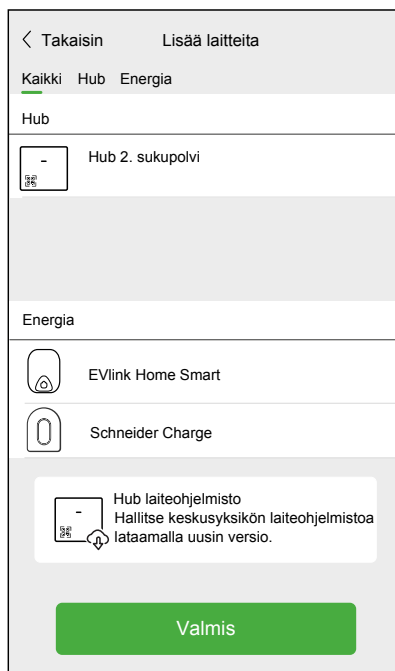 Takaisin Lisää laitteita
Kaikki Hub Energia
Hub
Hub 2. sukupolvi
Energia
EVlink Home Smart
Schneider Charge
Hub laiteohjelmisto
Hallitse keskusyksikön laiteohjelmistoa
lataamalla uusin versio.
Valmis